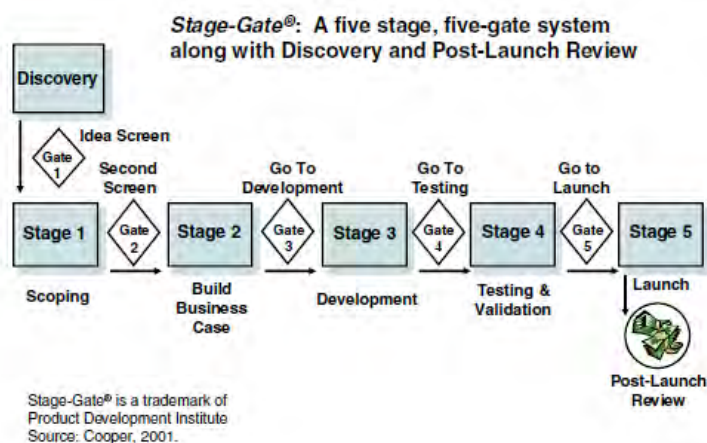 Stage-Gate®: A five stage, five-gate system
along with Discovery and Post-Launch Review
Discovery
Idea Screen
Gate
1
Second
Screen
Go To
Development
Go To
Testing
Go to
Launch
Stage 1
Gate
2
Stage 2
Gate
3
Stage 3
Gate
4
Stage 4
Gate
5
Stage 5
Scoping
Build
Business
Case
Development
Testing &
Validation
Launch
Post-Launch
Review
Stage-Gate® is a trademark of
Product Development Institute
Source: Cooper, 2001.